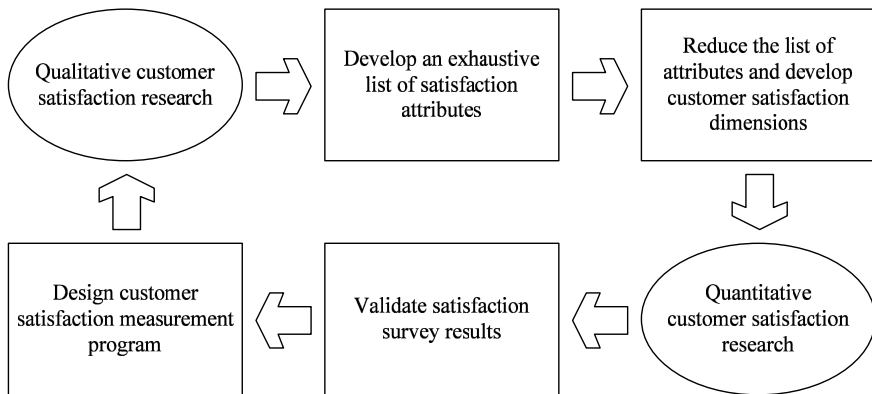 Qualitative customer
satisfaction research
Develop an exhaustive
list of satisfaction
attributes
Reduce the list of
attributes and develop
customer satisfaction
dimensions
Quantitative
customer satisfaction
research
Validate satisfaction
survey results
Design customer
satisfaction measurement
program